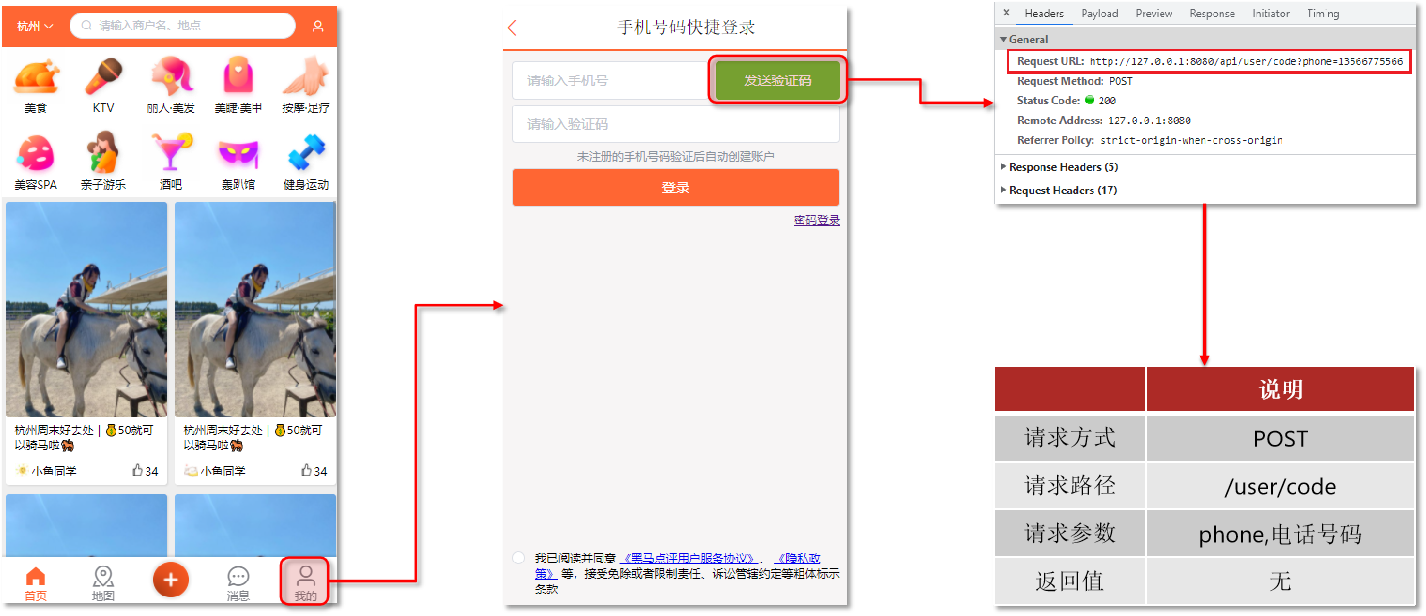 杭州
请输入商户名、地点
美食
KTV
丽人·美发
美睫·美甲
按摩·足疗
美容SPA
亲子游乐
酒吧
轰趴馆
健身运动
杭州周末好去处 | 💰50就可
以骑马啦🐎
小鱼同学
34
杭州周末好去处 | 💰50就可
以骑马啦🐎
小鱼同学
34
首页
地图
消息
我的
手机号码快捷登录
请输入手机号
发送验证码
请输入验证码
未注册的手机号码验证后自动创建账户
登录
密码登录
我已阅读并同意 《黑马点评用户服务协议》、 《隐私政
策》 等，接受免除或者限制责任、诉讼管辖约定等粗体标示
条款
Headers Payload Preview Response Initiator Timing
General
Request URL: http://127.0.0.1:8080/api/user/code?phone=13566775566
Request Method: POST
Status Code: 200
Remote Address: 127.0.0.1:8080
Referrer Policy: strict-origin-when-cross-origin
Response Headers (5)
Request Headers (17)
说明
请求方式 POST
请求路径 /user/code
请求参数 phone,电话号码
返回值 无